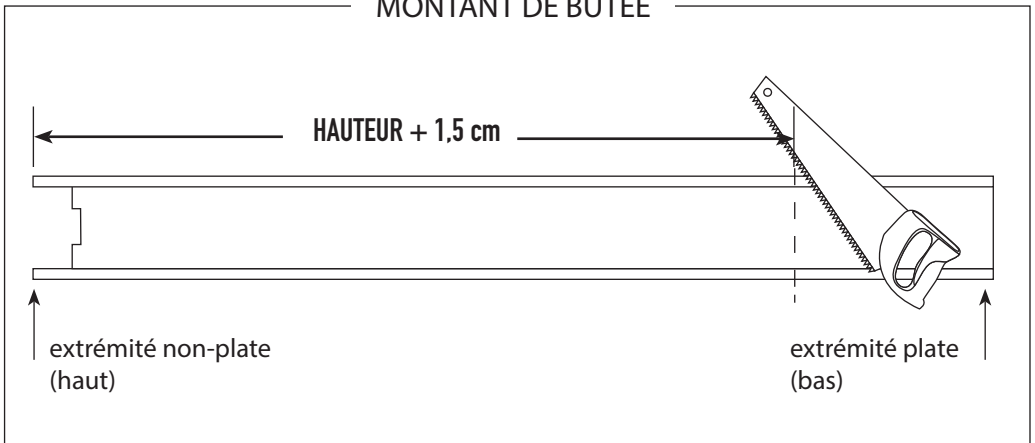 MONTANT DE BUTÉE
HAUTEUR + 1,5 cm
extrémité non-plate
(haut)
extrémité plate
(bas)